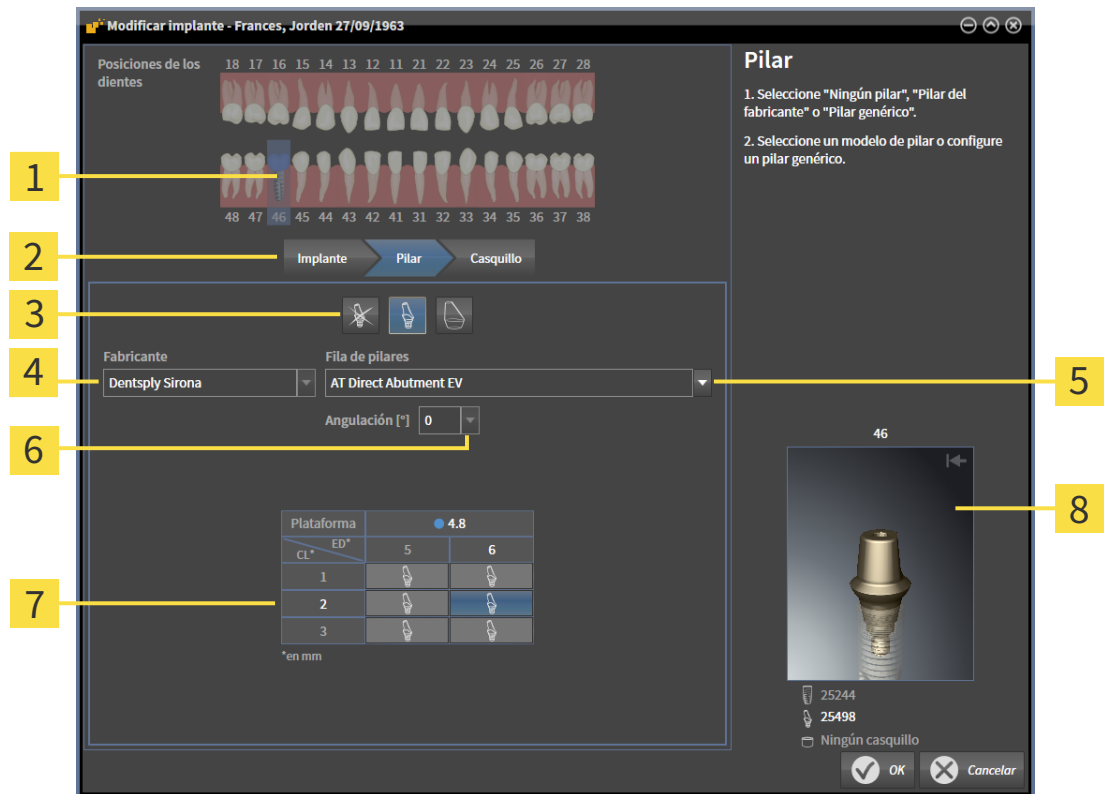 Modificar implante - Frances, Jorden 27/09/1963
Posiciones de los
dientes
18 17 16 15 14 13 12 11 21 22 23 24 25 26 27 28
48 47 46 45 44 43 42 41 31 32 33 34 35 36 37 38
1
2
Implante Pilar Casquillo
3
4
Fabricante
Dentsply Sirona
Fila de pilares
AT Direct Abutment EV
5
Angulación [°] 0
6
7
Plataforma 4.8
CL* ED* 5 6
1
2
3
*en mm
Pilar
1. Seleccione "Ningún pilar", "Pilar del
fabricante" o "Pilar genérico".
2. Seleccione un modelo de pilar o configure
un pilar genérico.
46
8
25244
25498
Ningún casquillo
OK Cancelar